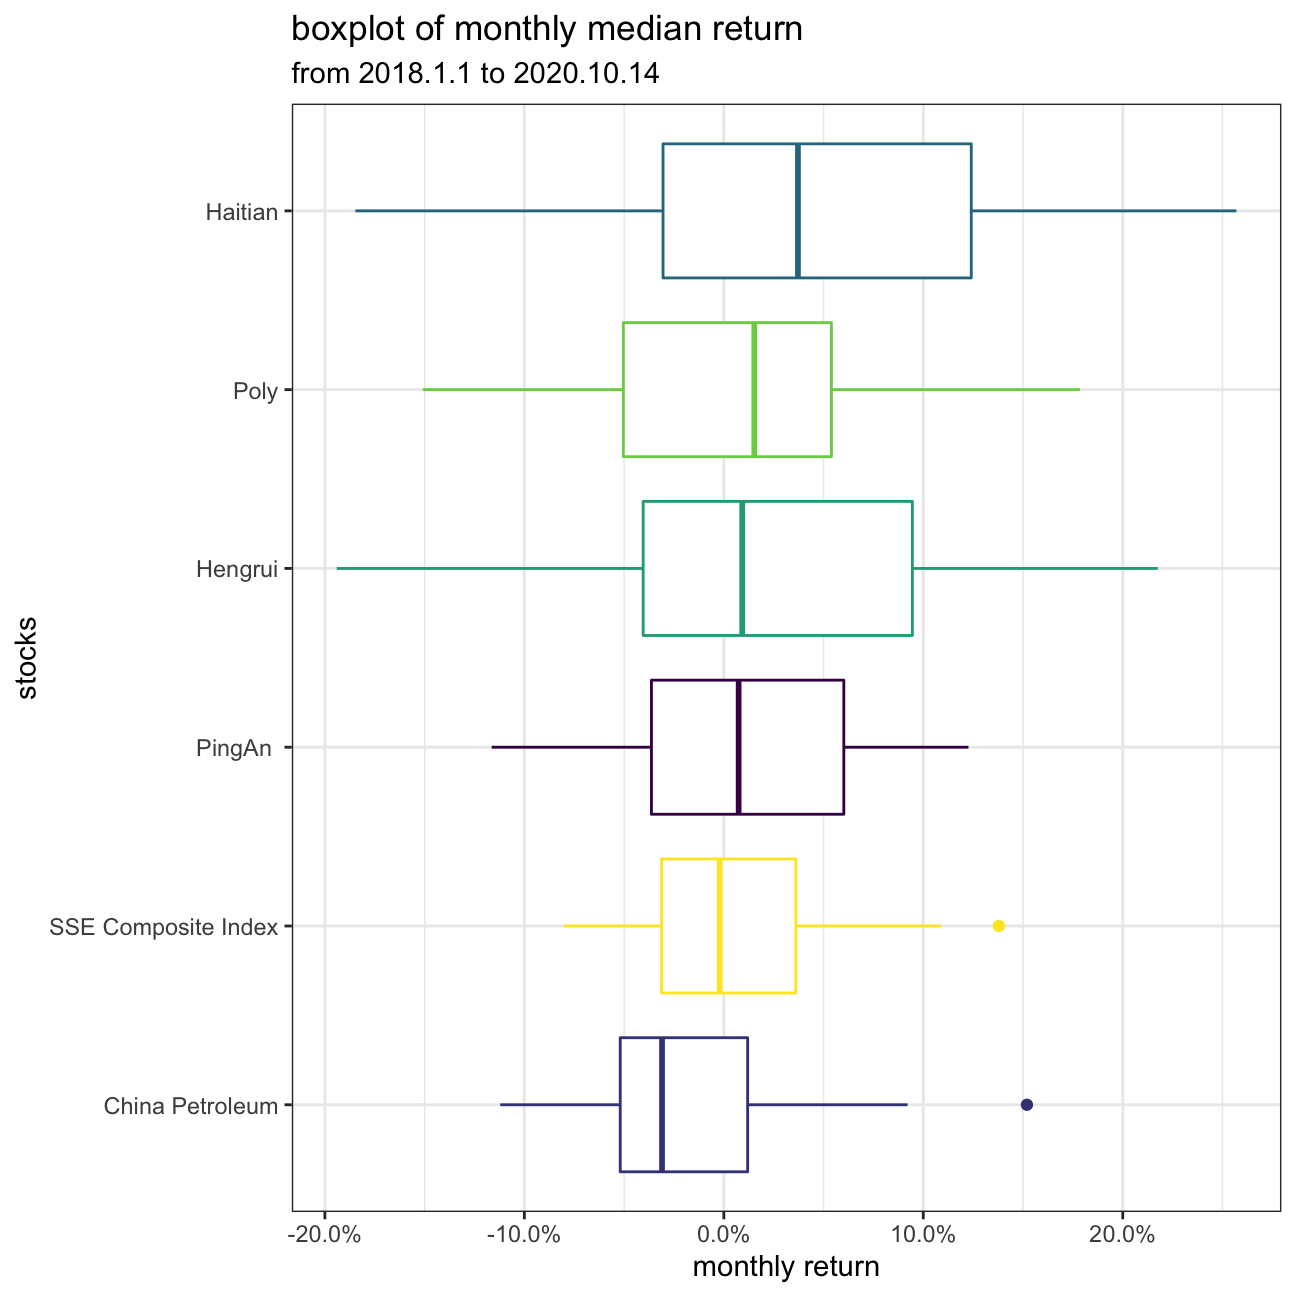 boxplot of monthly median return
from 2018.1.1 to 2020.10.14
stocks
Haitian
Poly
Hengrui
PingAn
SSE Composite Index
China Petroleum
-20.0% -10.0% 0.0% 10.0% 20.0%
monthly return